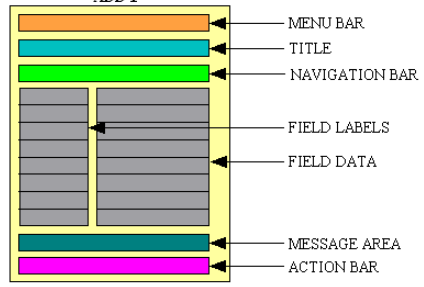 MENU BAR
TITLE
NAVIGATION BAR
FIELD LABELS
FIELD DATA
MESSAGE AREA
ACTION BAR